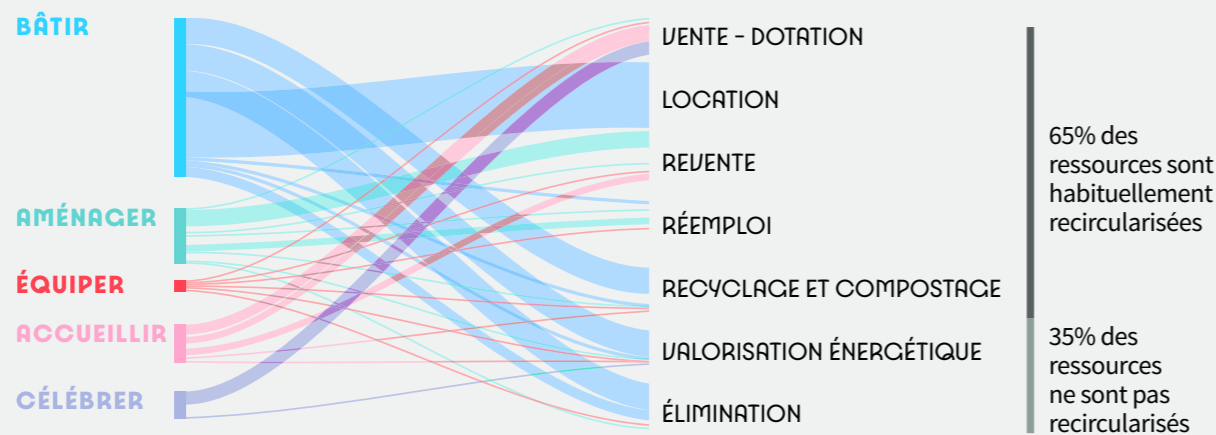 BÂTIR
AMÉNAGER
ÉQUIPER
ACCUEILLIR
CÉLÉBRER
VENTE - DOTATION
LOCATION
REVENTE
RÉEMPLOI
RECYCLAGE ET COMPOSTAGE
VALORISATION ÉNERGÉTIQUE
ÉLIMINATION
65% des
ressources sont
habituellement
recircularisées
35% des
ressources
ne sont pas
recircularisés